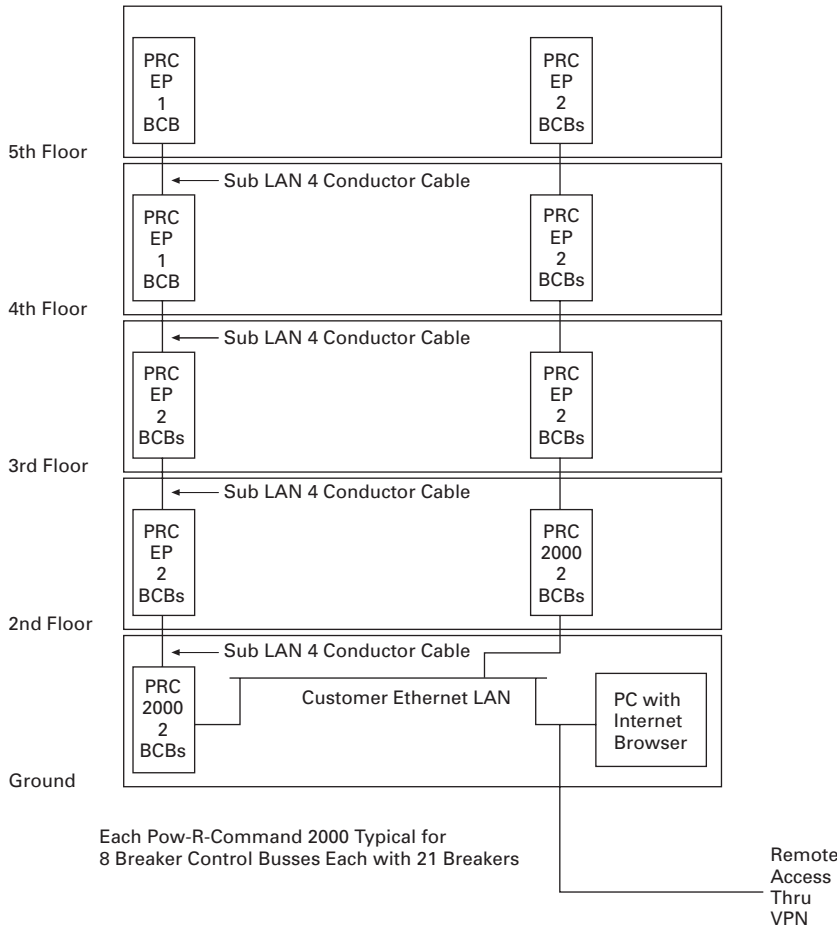 PRC
EP
1
BCB
PRC
EP
2
BCBs
5th Floor
Sub LAN 4 Conductor Cable
PRC
EP
1
BCB
PRC
EP
2
BCBs
4th Floor
Sub LAN 4 Conductor Cable
PRC
EP
2
BCBs
PRC
EP
2
BCBs
3rd Floor
Sub LAN 4 Conductor Cable
PRC
EP
2
BCBs
PRC
2000
2
BCBs
2nd Floor
Sub LAN 4 Conductor Cable
PRC
2000
2
BCBs
Customer Ethernet LAN
PC with
Internet
Browser
Ground
Each Pow-R-Command 2000 Typical for
8 Breaker Control Busses Each with 21 Breakers
Remote
Access
Thru
VPN